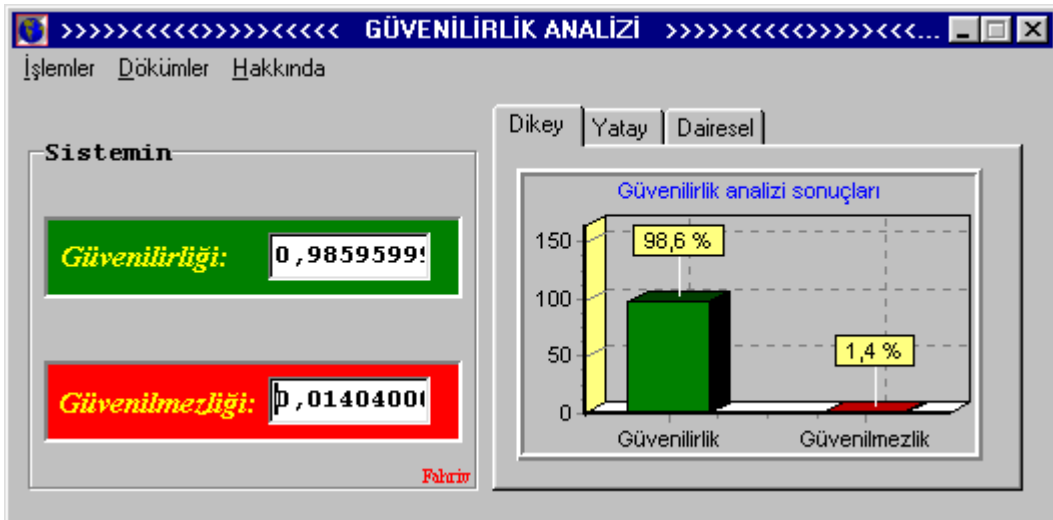 >>>>><<<<<>>>>><<<<< GÜVENİLİRLİK ANALİZİ >>>>><<<<<>>>>><<<...
İşlemler Dökümler Hakkında
Sistemin
Güvenilirliği: 0,98595999
Güvenilmezliği: 0,01404000
Dikey Yatay Dairesel
Güvenilirlik analizi sonuçları
150
100
50
0
98,6 %
1,4 %
Güvenilirlik Güvenilmezlik